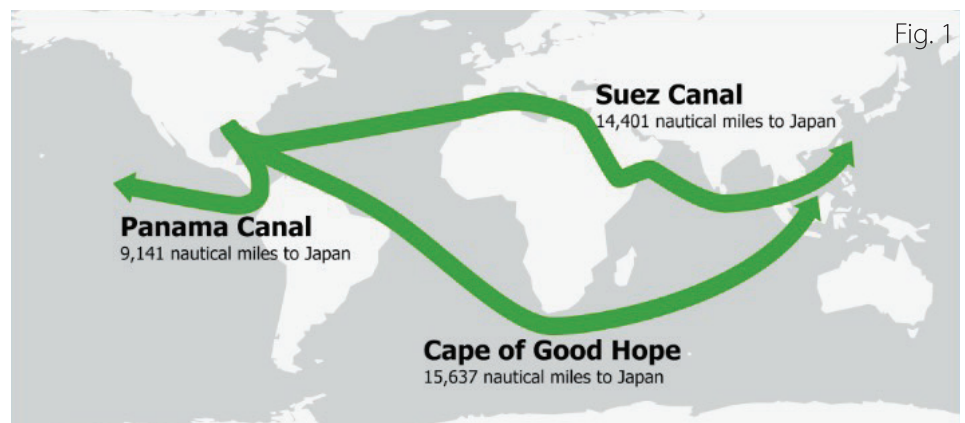 Fig. 1
Suez Canal
14,401 nautical miles to Japan
Panama Canal
9,141 nautical miles to Japan
Cape of Good Hope
15,637 nautical miles to Japan